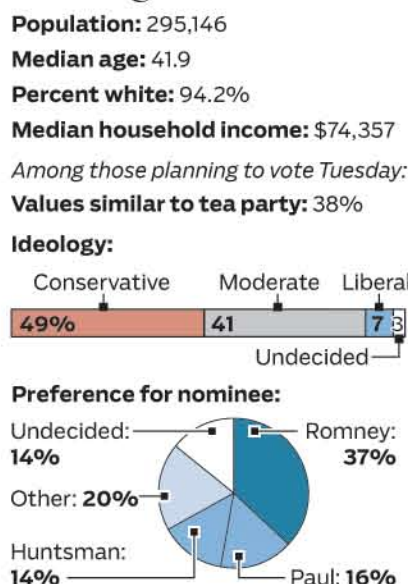 Population: 295,146
Median age: 41.9
Percent white: 94.2%
Median household income: $74,357
Among those planning to vote Tuesday:
Values similar to tea party: 38%
Ideology:
Conservative Moderate Liberal
49% 41 7 3
Undecided
Preference for nominee:
Undecided: Romney:
14% 37%
Other: 20%
Huntsman:
14% Paul: 16%